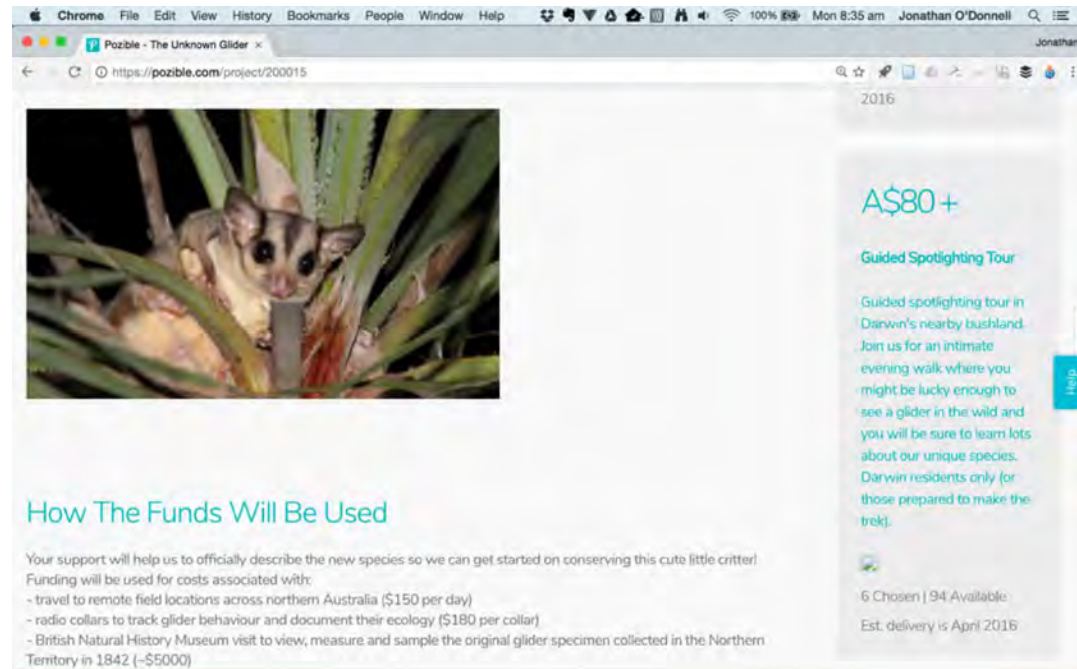 Chrome File Edit View History Bookmarks People Window Help 100% Mon 8:35 am Jonathan O'Donnell
Pozible - The Unknown Glider × Jonathan
https://pozible.com/project/200015
2016
A$80+
Guided Spotlighting Tour
Guided spotlighting tour in
Darwin's nearby bushland.
Join us for an intimate
evening walk where you
might be lucky enough to
see a glider in the wild and
you will be sure to learn lots
about our unique species.
Darwin residents only (or
those prepared to make the
trek).
6 Chosen | 94 Available
Est. delivery is April 2016
Help
How The Funds Will Be Used
Your support will help us to officially describe the new species so we can get started on conserving this cute little critter!
Funding will be used for costs associated with:
- travel to remote field locations across northern Australia ($150 per day)
- radio collars to track glider behaviour and document their ecology ($180 per collar)
- British Natural History Museum visit to view, measure and sample the original glider specimen collected in the Northern
Territory in 1842 (~$5000)